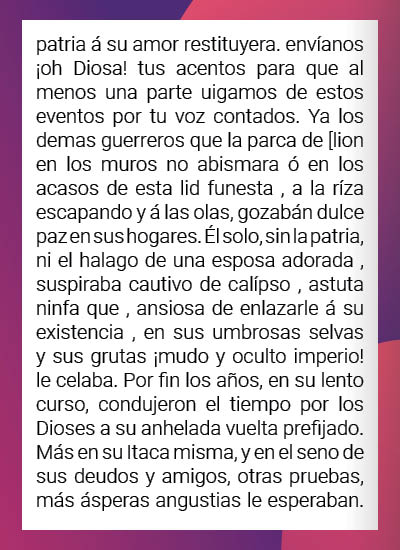 patria á su amor restituyera. envíanos
¡oh Diosa! tus acentos para que al
menos una parte uigamos de estos
eventos por tu voz contados. Ya los
demas guerreros que la parca de [lion
en los muros no abismara ó en los
acasos de esta lid funesta , a la ríza
escapando y á las olas, gozabán dulce
paz en sus hogares. Él solo, sin la patria,
ni el halago de una esposa adorada ,
suspiraba cautivo de calípso , astuta
ninfa que , ansiosa de enlazarle á su
existencia , en sus umbrosas selvas
y sus grutas ¡mudo y oculto imperio!
le celaba. Por fin los años, en su lento
curso, condujeron el tiempo por los
Dioses a su anhelada vuelta prefijado.
Más en su Itaca misma, y en el seno de
sus deudos y amigos, otras pruebas,
más ásperas angustias le esperaban.